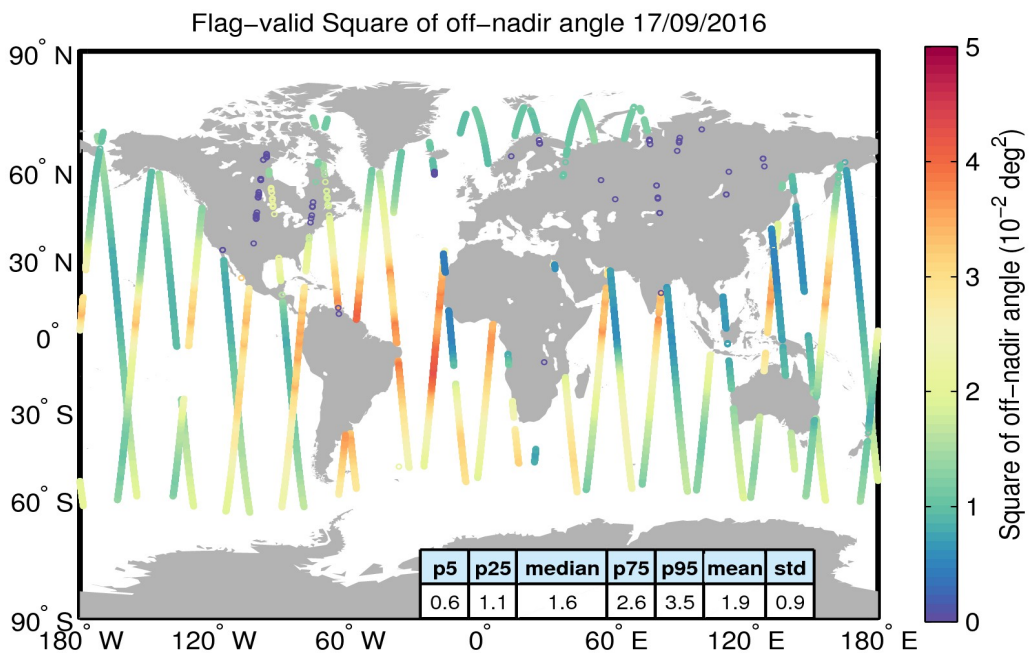 Flag−valid Square of off−nadir angle 17/09/2016
90° N
60° N
30° N
0°
30° S
60° S
90° S
180° W
120° W
60° W
0°
60° E
120° E
180° E
p5 p25 median p75 p95 mean std
0.6 1.1 1.6 2.6 3.5 1.9 0.9
5
4
3
2
1
0
Square of off−nadir angle (10⁻² deg²)